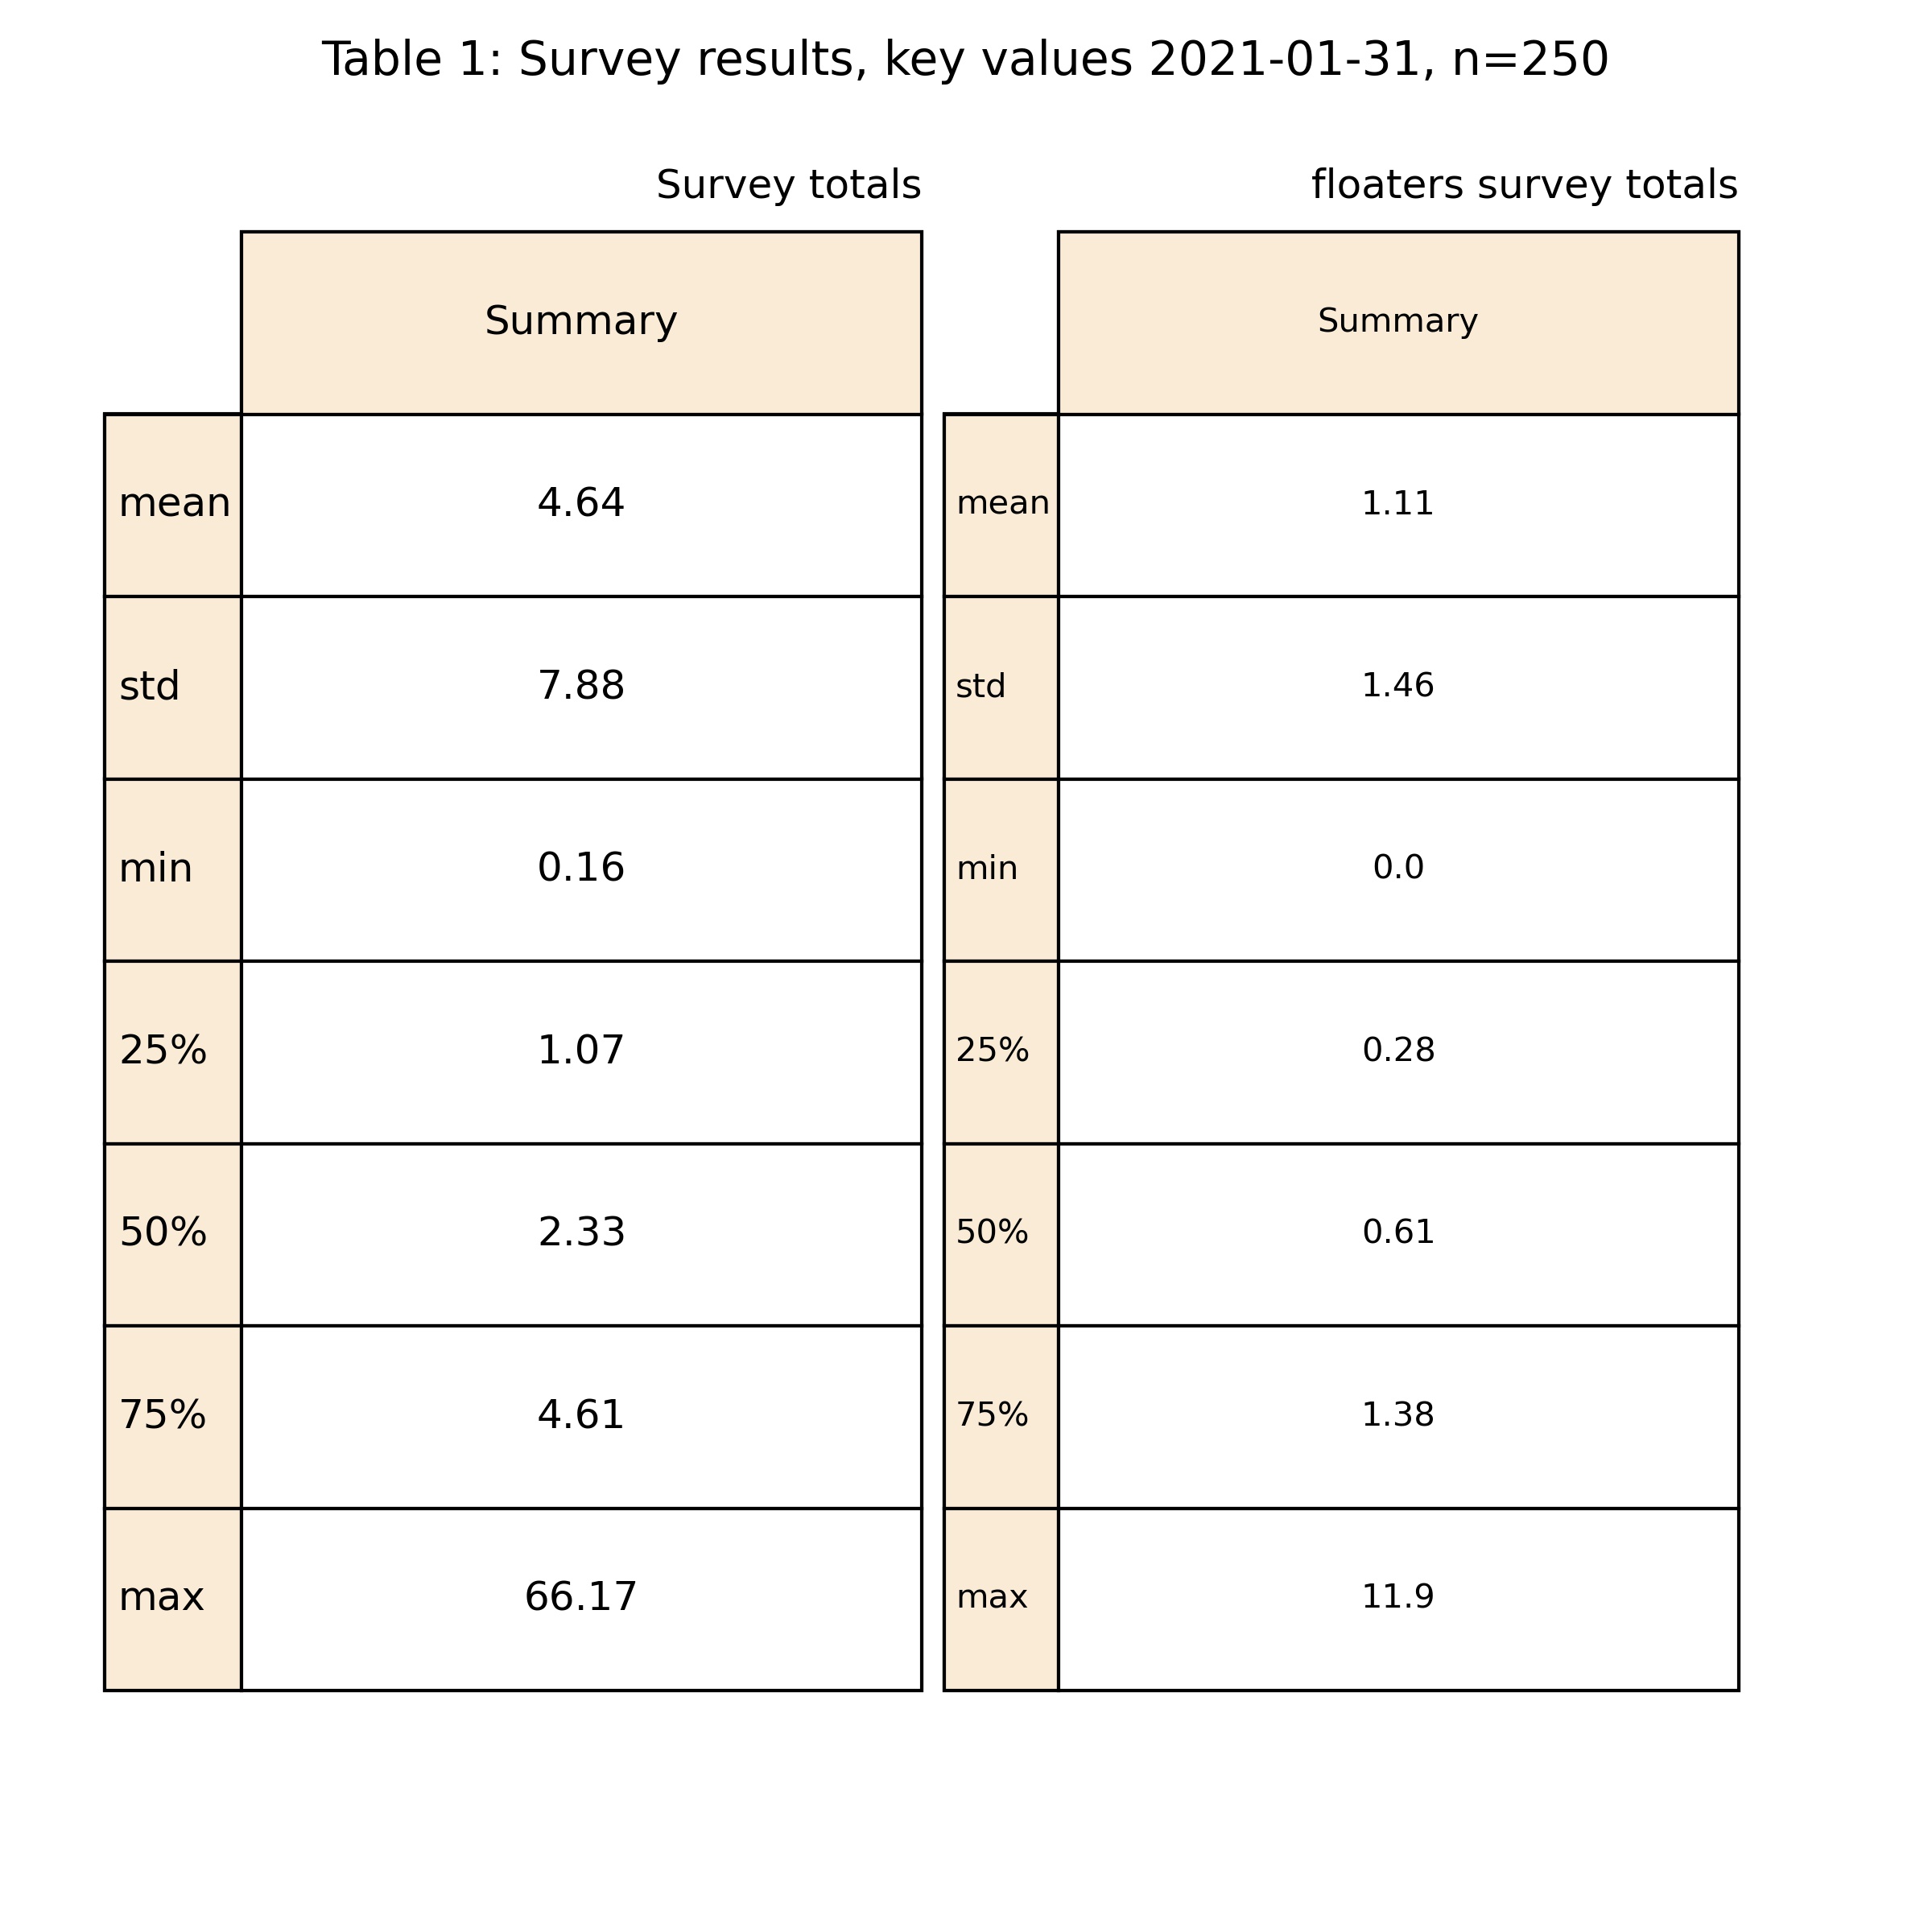 Table 1: Survey results, key values 2021-01-31, n=250
Survey totals
Summary
mean 4.64
std 7.88
min 0.16
25% 1.07
50% 2.33
75% 4.61
max 66.17
floaters survey totals
Summary
mean 1.11
std 1.46
min 0.0
25% 0.28
50% 0.61
75% 1.38
max 11.9